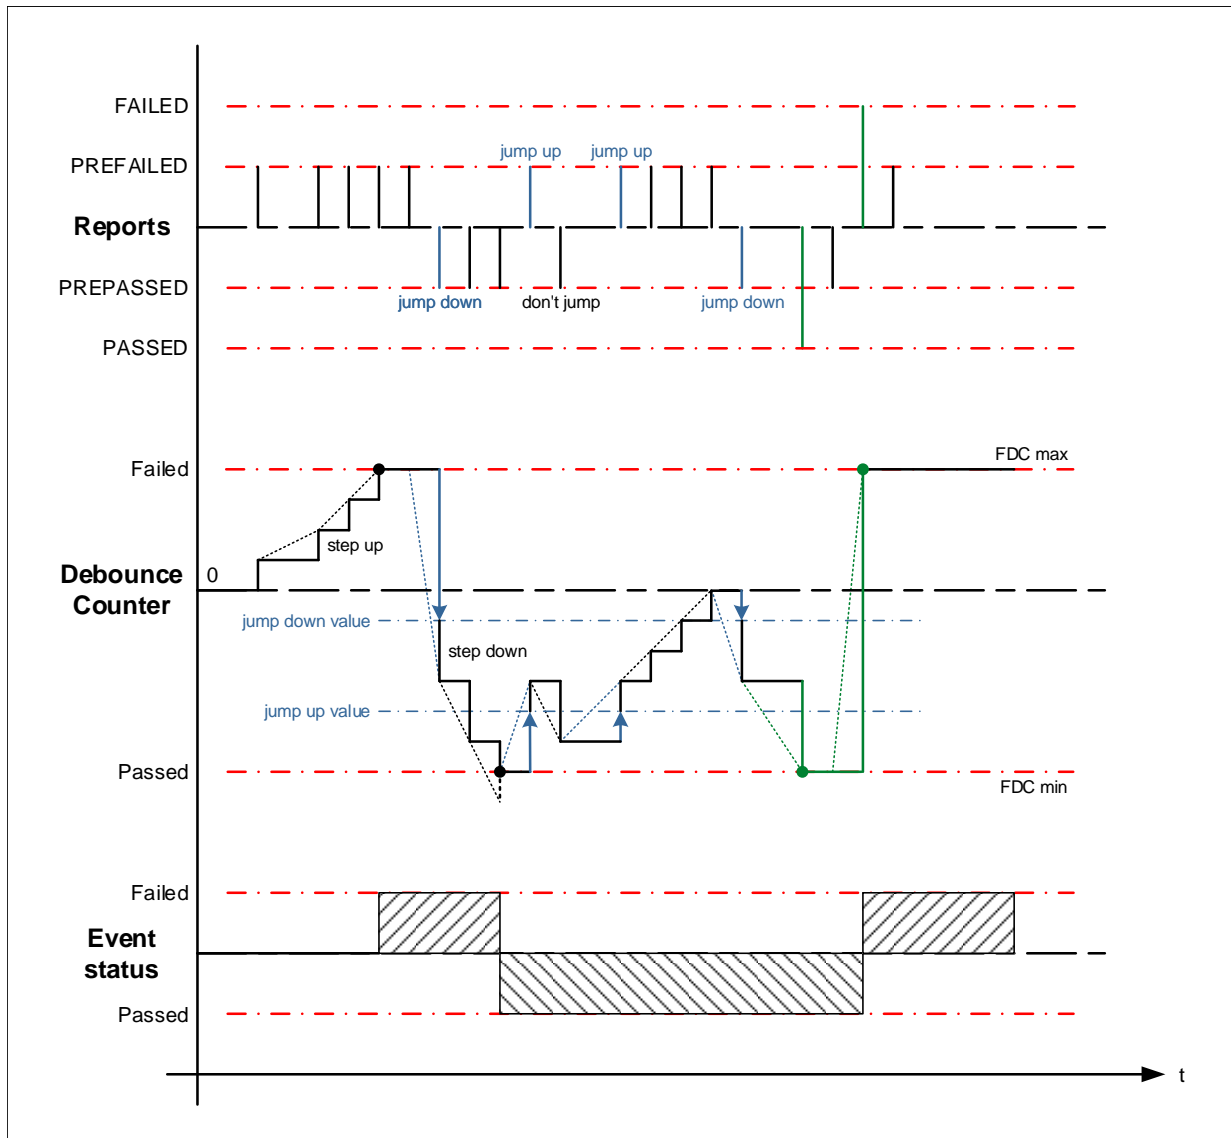 FAILED
jump up
jump up
PREFAILED
Reports
PREPASSED
jump down
don't jump
jump down
PASSED
Failed
FDC max
step up
0
Debounce
Counter
jump down value
step down
jump up value
Passed
FDC min
Failed
Event
status
Passed
t